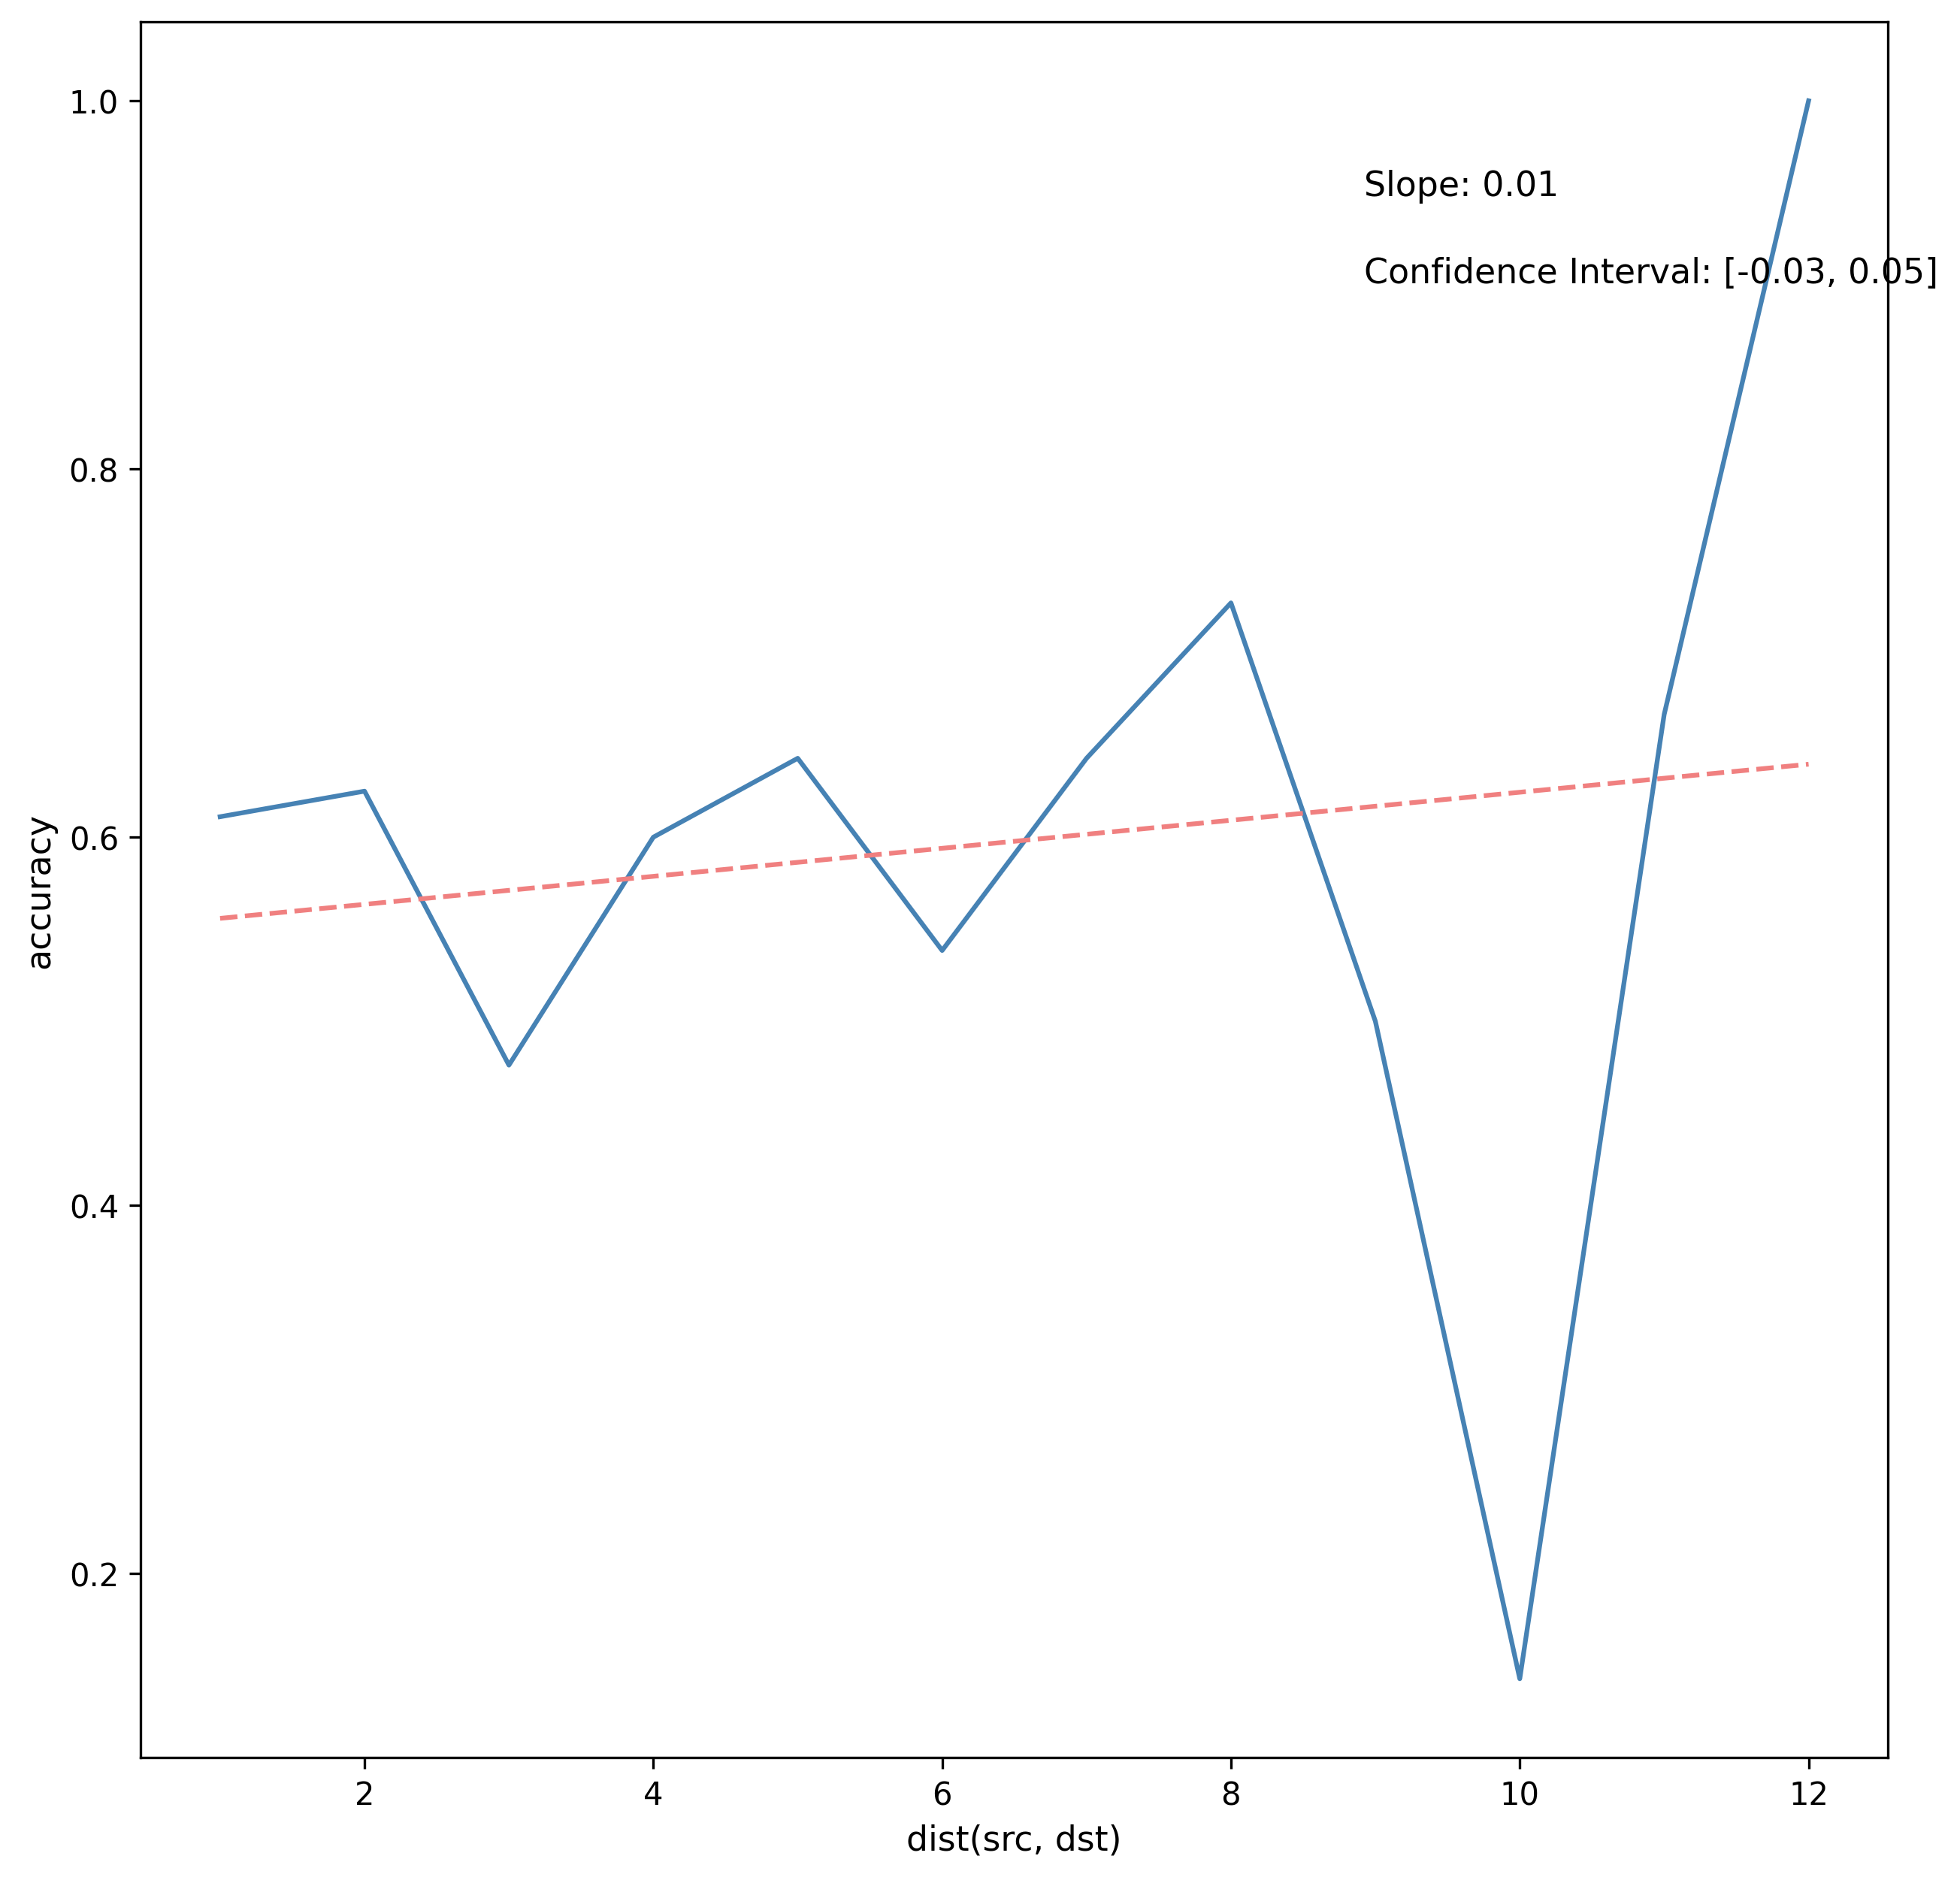 1.0
Slope: 0.01
Confidence Interval: [-0.03, 0.05]
0.8
0.6
accuracy
0.4
0.2
2 4 6 8 10 12
dist(src, dst)